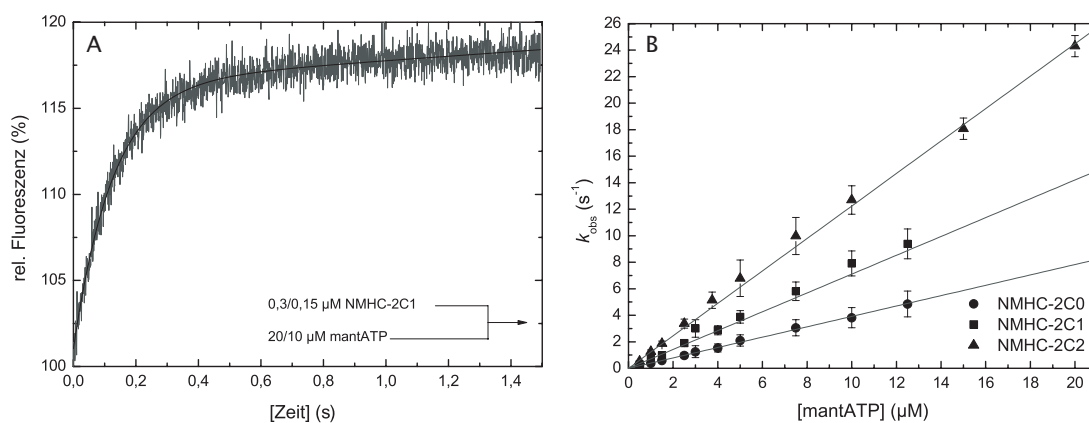 A
rel. Fluoreszenz (%)
120
115
110
105
100
0,0 0,2 0,4 0,6 0,8 1,0 1,2 1,4
[Zeit] (s)
0,3/0,15 µM NMHC-2C1
20/10 µM mantATP
B
k_obs (s⁻¹)
26
24
22
20
18
16
14
12
10
8
6
4
2
0
0 2 4 6 8 10 12 14 16 18 20
[mantATP] (µM)
NMHC-2C0
NMHC-2C1
NMHC-2C2